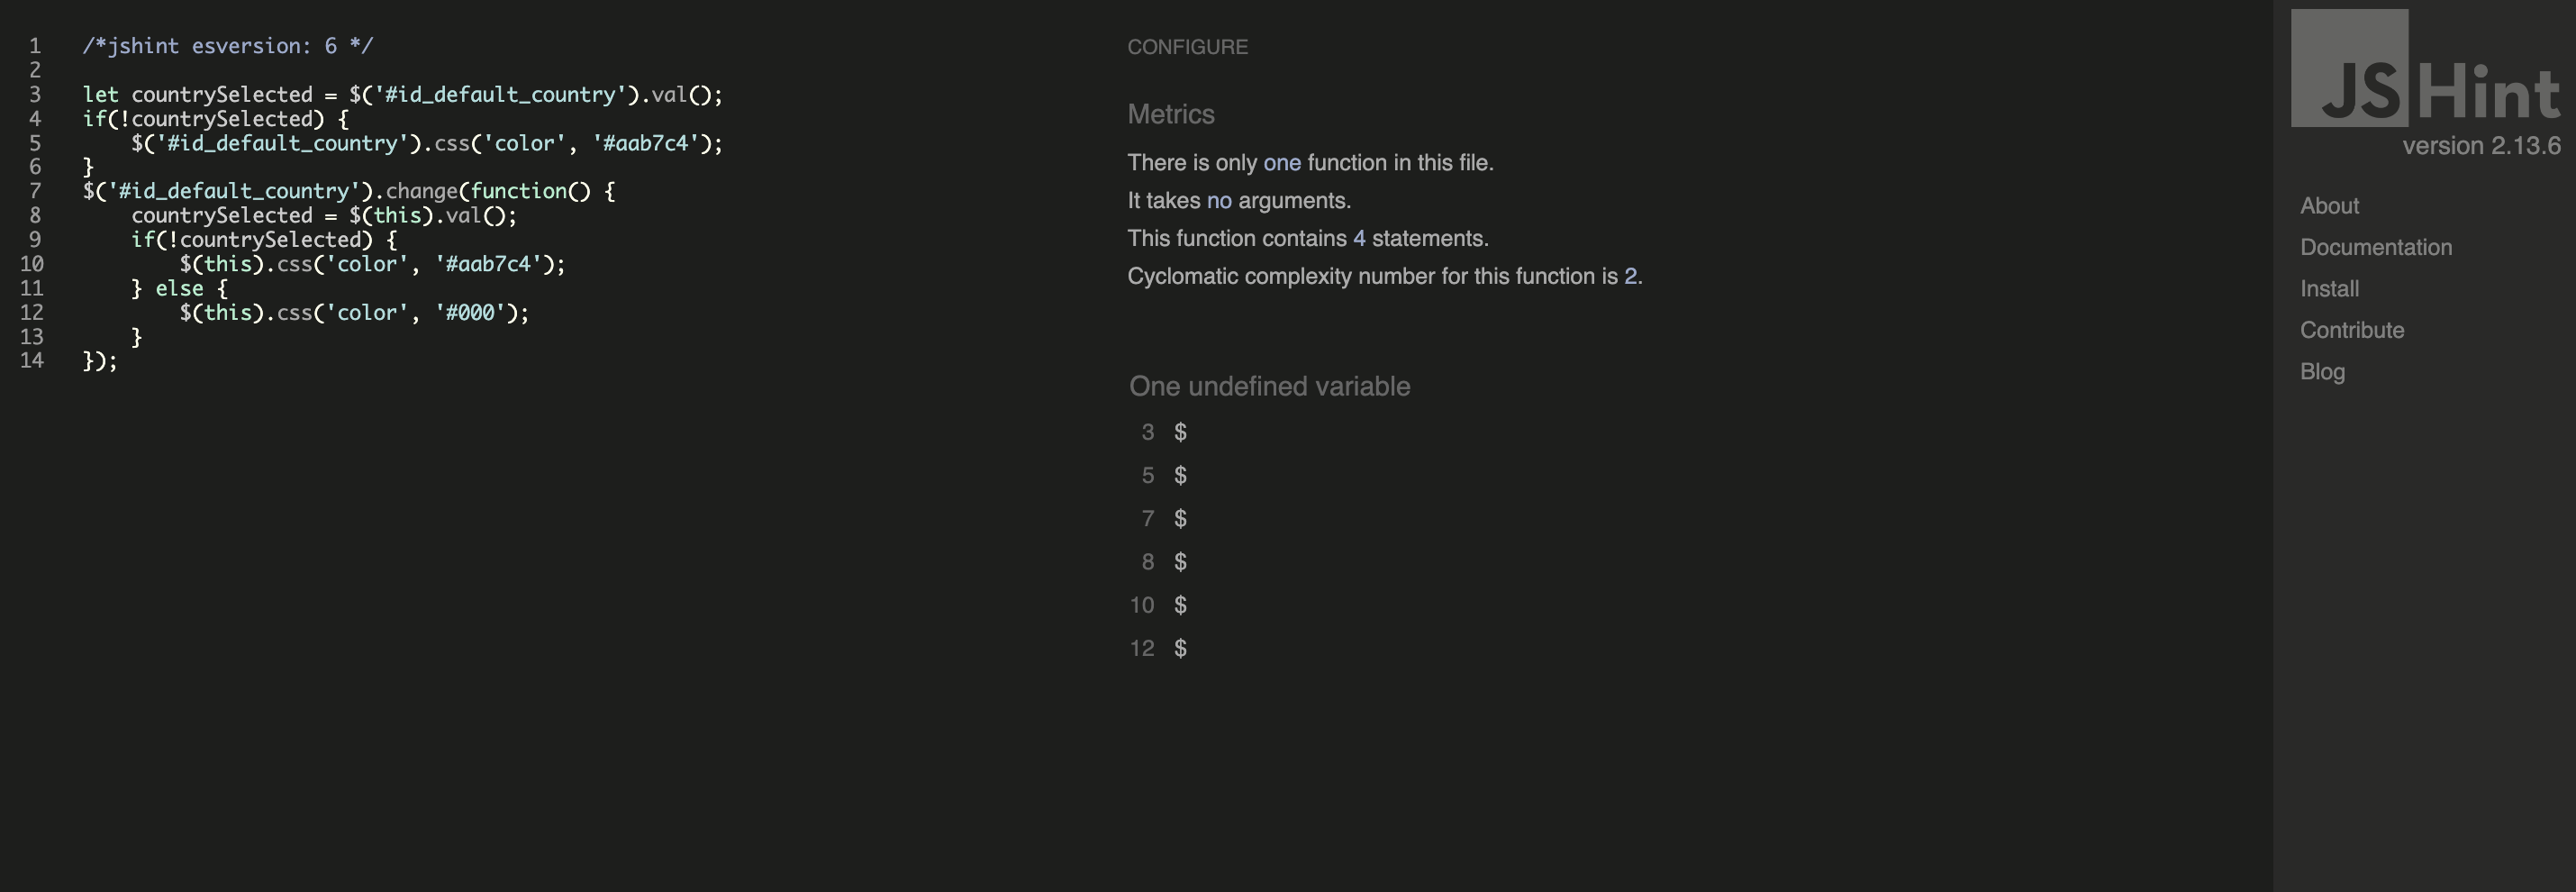 1 /*jshint esversion: 6 */
2
3 let countrySelected = $('#id_default_country').val();
4 if(!countrySelected) {
5     $('#id_default_country').css('color', '#aab7c4');
6 }
7 $('#id_default_country').change(function() {
8     countrySelected = $(this).val();
9     if(!countrySelected) {
10         $(this).css('color', '#aab7c4');
11     } else {
12         $(this).css('color', '#000');
13     }
14 });
CONFIGURE
Metrics
There is only one function in this file.
It takes no arguments.
This function contains 4 statements.
Cyclomatic complexity number for this function is 2.
One undefined variable
3 $
5 $
7 $
8 $
10 $
12 $
JSHint
version 2.13.6
About
Documentation
Install
Contribute
Blog